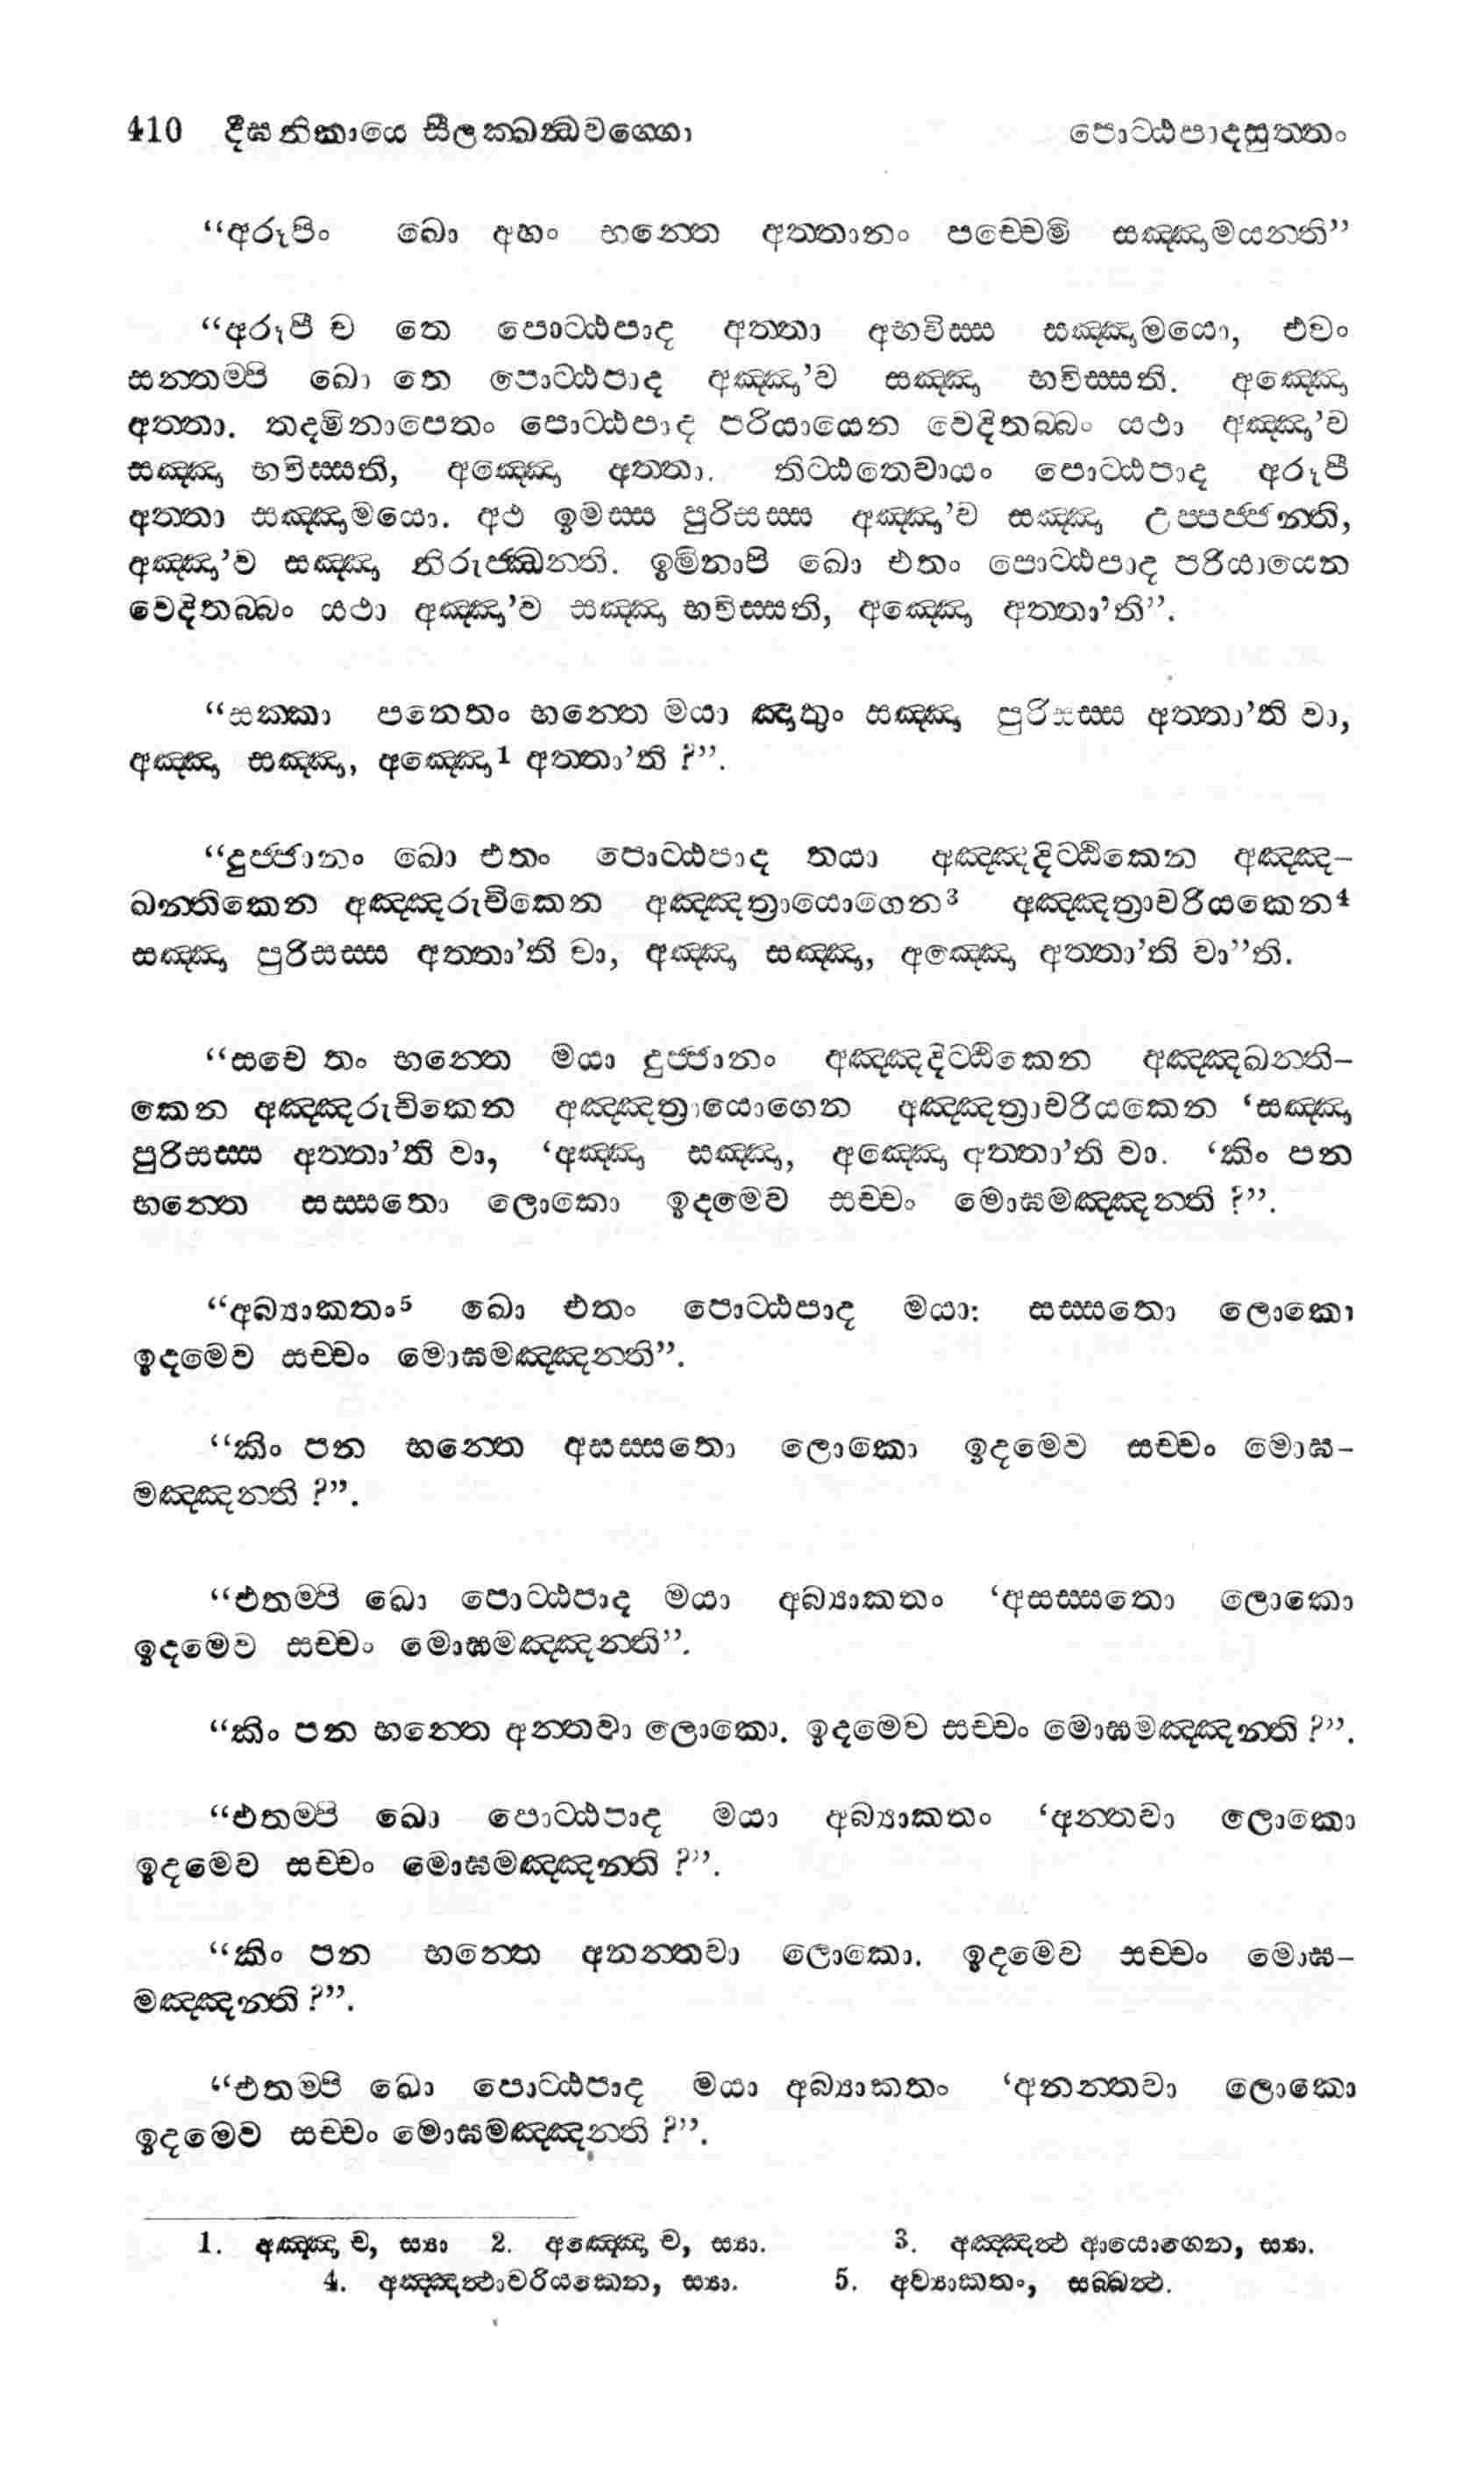 410 දීඝනිකායෙ සීලක්ඛන්ධවග්ගො පොට්ඨපාදසුත්තං
“අරූපිං ඛො අහං භන්තෙ අත්තානං පච්චෙමි සඤ්ඤාමයන්ති”
“අරූපී ච තෙ පොට්ඨපාද අත්තා අභවිස්ස සඤ්ඤාමයො, එවං
සන්තම්පි ඛො තෙ පොට්ඨපාද අඤ්ඤා’ව සඤ්ඤා භවිස්සති. අඤ්ඤො
අත්තා. තදමිනාපෙතං පොට්ඨපාද පරියායෙන වෙදිතබ්බං යථා අඤ්ඤා’ව
සඤ්ඤා භවිස්සති, අඤ්ඤො අත්තා. තිට්ඨතෙවායං පොට්ඨපාද අරූපී
අත්තා සඤ්ඤාමයො. අථ ඉමස්ස පුරිසස්ස අඤ්ඤා’ව සඤ්ඤා උප්පජ්ජන්ති,
අඤ්ඤා’ව සඤ්ඤා නිරුජ්ඣන්ති. ඉමිනාපි ඛො එතං පොට්ඨපාද පරියායෙන
වෙදිතබ්බං යථා අඤ්ඤා’ව සඤ්ඤා භවිස්සති, අඤ්ඤො අත්තා’ති”.
“සක්කා පනෙතං භන්තෙ මයා ඤාතුං සඤ්ඤා පුරිසස්ස අත්තා’ති වා,
අඤ්ඤා සඤ්ඤා, අඤ්ඤො1 අත්තා’ති ?”.
“දුජ්ජානං ඛො එතං පොට්ඨපාද තයා අඤ්ඤදිට්ඨිකෙන අඤ්ඤ-
ඛන්තිකෙන අඤ්ඤරුචිකෙන අඤ්ඤත්‍රායොගෙන3 අඤ්ඤත්‍රාචරියකෙන4
සඤ්ඤා පුරිසස්ස අත්තා’ති වා, අඤ්ඤා සඤ්ඤා, අඤ්ඤො අත්තා’ති වා”ති.
“සචෙ තං භන්තෙ මයා දුජ්ජානං අඤ්ඤදිට්ඨිකෙන අඤ්ඤඛන්ති-
කෙන අඤ්ඤරුචිකෙන අඤ්ඤත්‍රායොගෙන අඤ්ඤත්‍රාචරියකෙන ‘සඤ්ඤා
පුරිසස්ස අත්තා’ති වා, ‘අඤ්ඤා සඤ්ඤා, අඤ්ඤො අත්තා’ති වා. ‘කිං පන
භන්තෙ සස්සතො ලොකො ඉදමෙව සච්චං මොඝමඤ්ඤන්ති ?”.
“අබ්‍යාකතං5 ඛො එතං පොට්ඨපාද මයා: සස්සතො ලොකො
ඉදමෙව සච්චං මොඝමඤ්ඤන්ති”.
“කිං පන භන්තෙ අසස්සතො ලොකො ඉදමෙව සච්චං මොඝ-
මඤ්ඤන්ති ?”.
“එතම්පි ඛො පොට්ඨපාද මයා අබ්‍යාකතං ‘අසස්සතො ලොකො
ඉදමෙව සච්චං මොඝමඤ්ඤන්ති”.
“කිං පන භන්තෙ අන්තවා ලොකො. ඉදමෙව සච්චං මොඝමඤ්ඤන්ති ?”.
“එතම්පි ඛො පොට්ඨපාද මයා අබ්‍යාකතං ‘අන්තවා ලොකො
ඉදමෙව සච්චං මොඝමඤ්ඤන්ති ?”.
“කිං පන භන්තෙ අනන්තවා ලොකො. ඉදමෙව සච්චං මොඝ-
මඤ්ඤන්ති ?”.
“එතම්පි ඛො පොට්ඨපාද මයා අබ්‍යාකතං ‘අනන්තවා ලොකො
ඉදමෙව සච්චං මොඝමඤ්ඤන්ති ?”.
1. අඤ්ඤා ච, ස්‍යා 2. අඤ්ඤො ච, ස්‍යා. 3. අඤ්ඤත්ථ ආයොගෙන, ස්‍යා.
4. අඤ්ඤත්ථාචරියකෙන, ස්‍යා. 5. අව්‍යාකතං, සබ්බත්ථ.